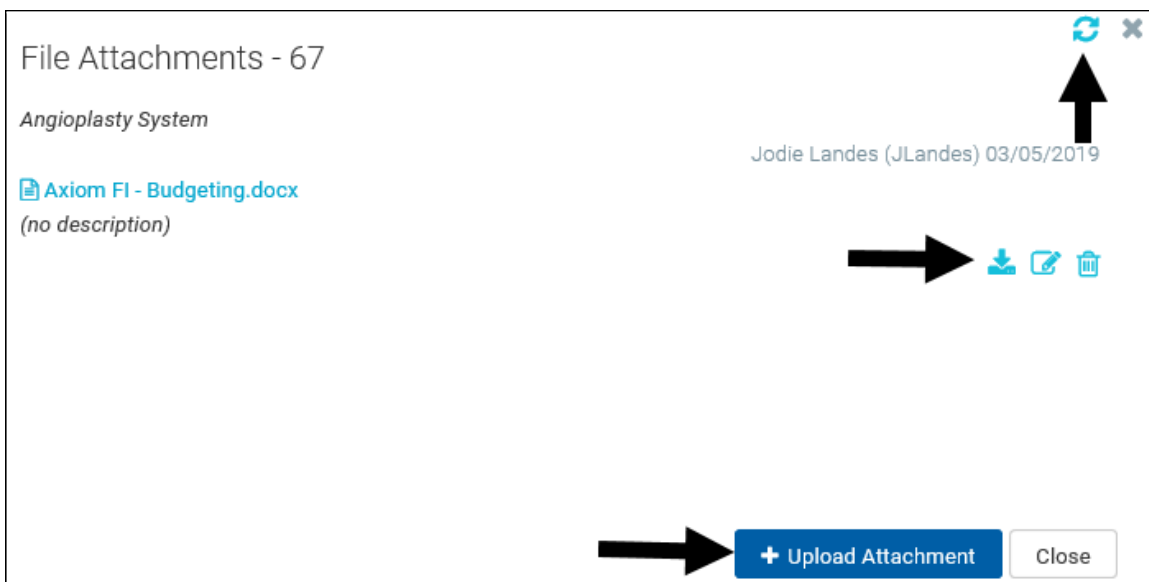 File Attachments - 67
Angioplasty System
Jodie Landes (JLandes) 03/05/2019
Axiom FI - Budgeting.docx
(no description)
+ Upload Attachment
Close